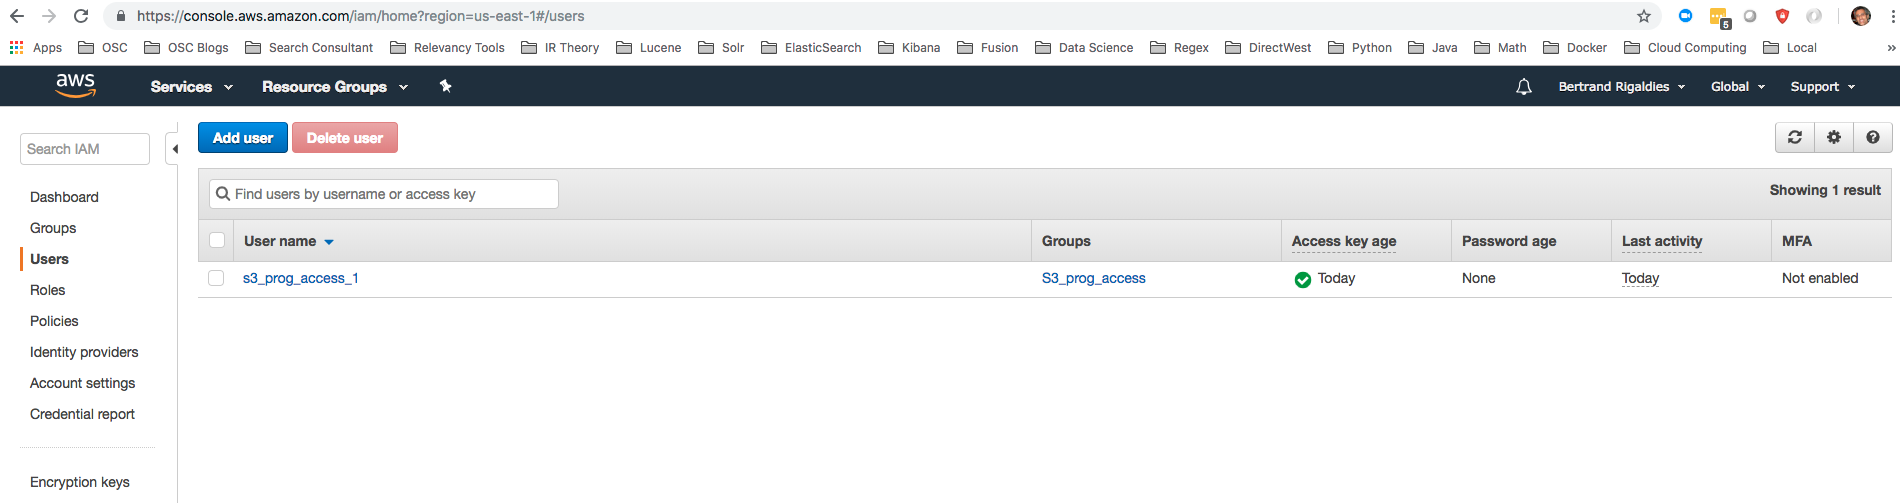 https://console.aws.amazon.com/iam/home?region=us-east-1#/users
5
Apps OSC OSC Blogs Search Consultant Relevancy Tools IR Theory Lucene Solr ElasticSearch Kibana Fusion Data Science Regex DirectWest Python Java Math Docker Cloud Computing Local »
aws Services Resource Groups Bertrand Rigaldies Global Support
Search IAM
Dashboard
Groups
Users
Roles
Policies
Identity providers
Account settings
Credential report
Encryption keys
Add user Delete user
Find users by username or access key Showing 1 result
User name Groups Access key age Password age Last activity MFA
s3_prog_access_1 S3_prog_access Today None Today Not enabled